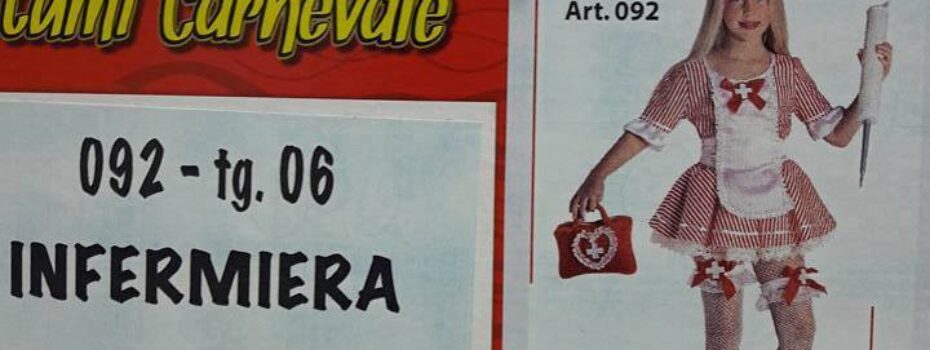 Carnevale
Art. 092
092 - tg. 06
INFERMIERA